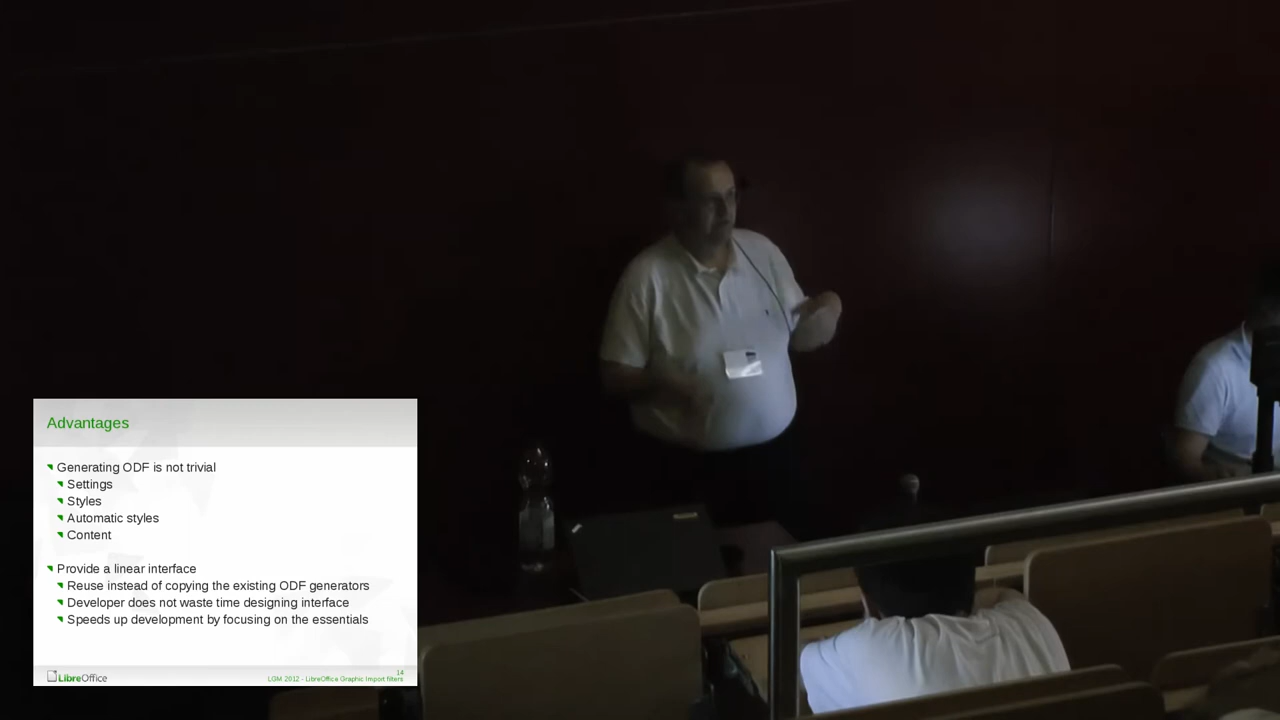 Advantages
Generating ODF is not trivial
Settings
Styles
Automatic styles
Content
Provide a linear interface
Reuse instead of copying the existing ODF generators
Developer does not waste time designing interface
Speeds up development by focusing on the essentials
14
LibreOffice
LGM 2012 - LibreOffice Graphic Import filters